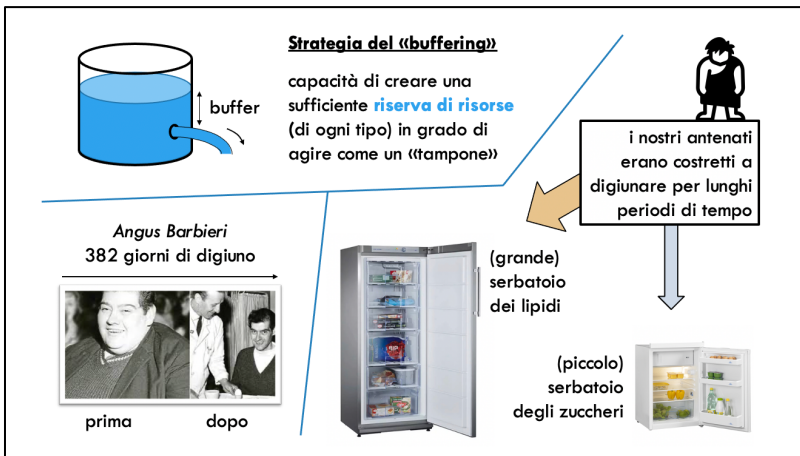 Strategia del «buffering»
capacità di creare una
sufficiente riserva di risorse
(di ogni tipo) in grado di
agire come un «tampone»
buffer
i nostri antenati
erano costretti a
digiunare per lunghi
periodi di tempo
Angus Barbieri
382 giorni di digiuno
prima
dopo
(grande)
serbatoio
dei lipidi
(piccolo)
serbatoio
degli zuccheri